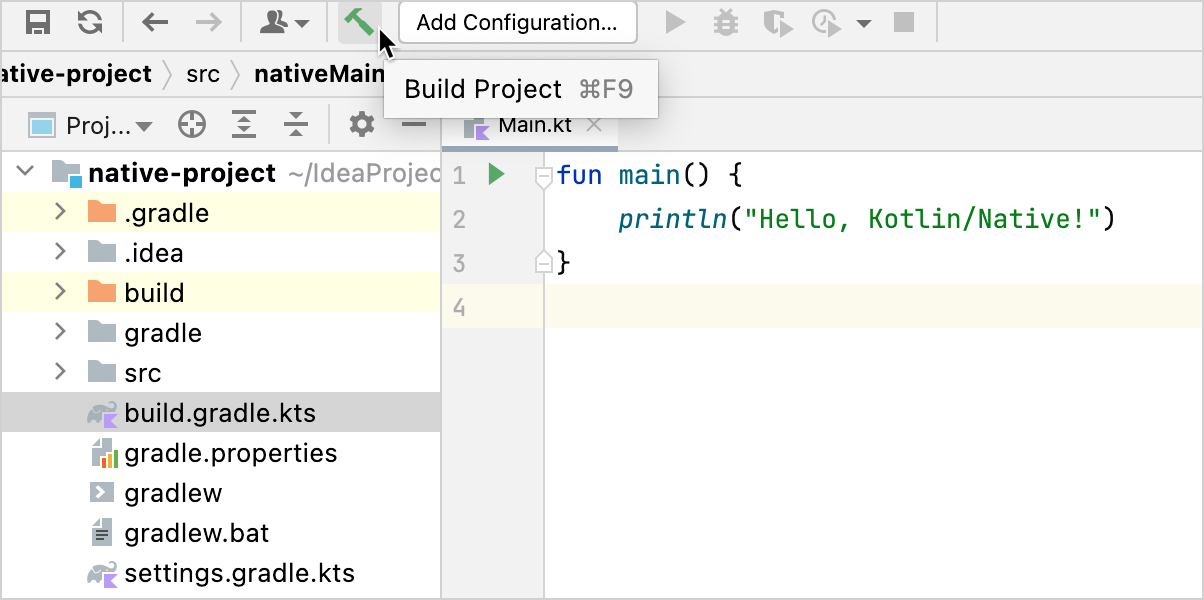 Add Configuration...
ative-project src nativeMain
Build Project ⌘F9
Proj...
Main.kt
native-project ~/IdeaProjec
.gradle
.idea
build
gradle
src
build.gradle.kts
gradle.properties
gradlew
gradlew.bat
settings.gradle.kts
1 fun main() {
2 println("Hello, Kotlin/Native!")
3 }
4